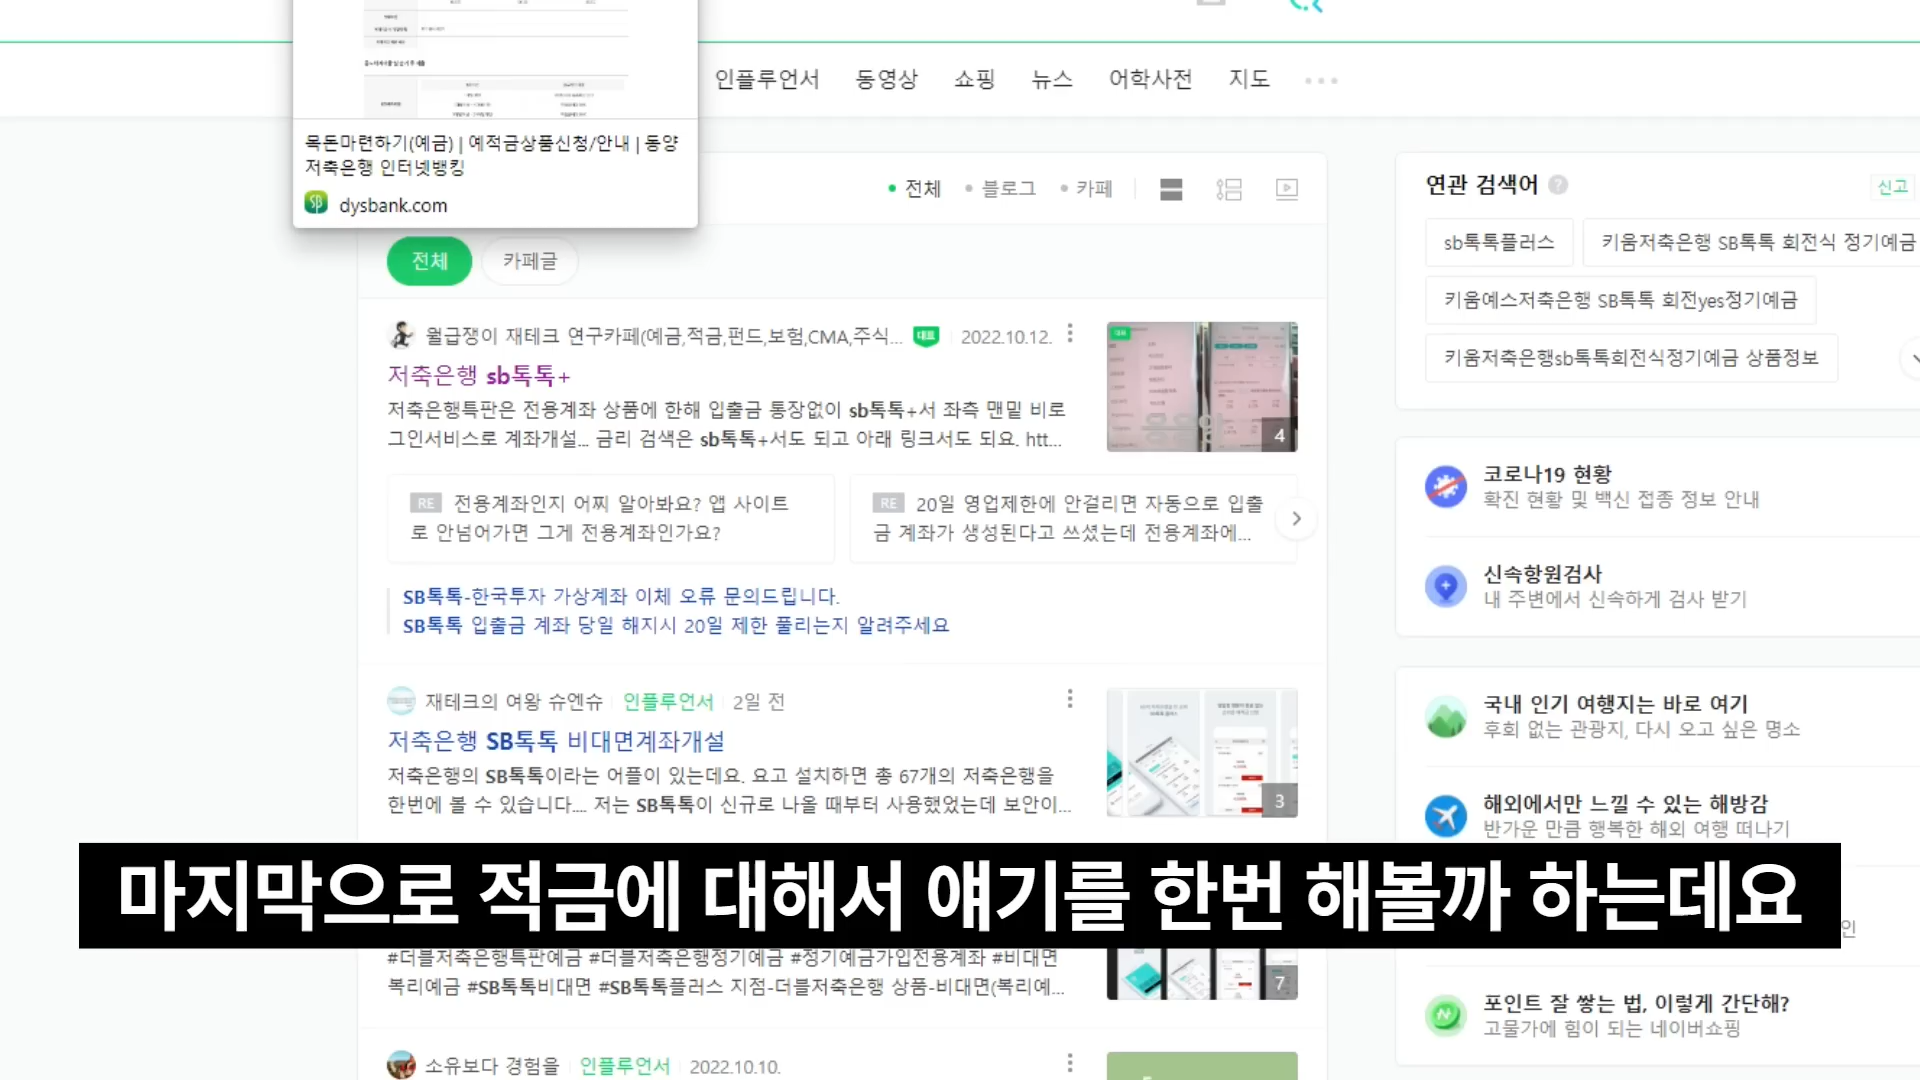 인플루언서 동영상 쇼핑 뉴스 어학사전 지도
목돈마련하기(예금) | 예적금상품신청/안내 | 동양
저축은행 인터넷뱅킹
dysbank.com
전체 블로그 카페
전체 카페글
월급쟁이 재테크 연구카페(예금,적금,펀드,보험,CMA,주식... 대표 2022.10.12.
저축은행 sb톡톡+
저축은행특판은 전용계좌 상품에 한해 입출금 통장없이 sb톡톡+서 좌측 맨밑 비로
그인서비스로 계좌개설... 금리 검색은 sb톡톡+서도 되고 아래 링크서도 되요. htt...
4
RE 전용계좌인지 어찌 알아봐요? 앱 사이트
로 안넘어가면 그게 전용계좌인가요?
RE 20일 영업제한에 안걸리면 자동으로 입출
금 계좌가 생성된다고 쓰셨는데 전용계좌에...
SB톡톡-한국투자 가상계좌 이체 오류 문의드립니다.
SB톡톡 입출금 계좌 당일 해지시 20일 제한 풀리는지 알려주세요
재테크의 여왕 슈엔슈 인플루언서 2일 전
저축은행 SB톡톡 비대면계좌개설
저축은행의 SB톡톡이라는 어플이 있는데요. 요고 설치하면 총 67개의 저축은행을
한번에 볼 수 있습니다.... 저는 SB톡톡이 신규로 나올 때부터 사용했었는데 보안이...
3
마지막으로 적금에 대해서 얘기를 한번 해볼까 하는데요
#더블저축은행특판예금 #더블저축은행정기예금 #정기예금가입전용계좌 #비대면
복리예금 #SB톡톡비대면 #SB톡톡플러스 지점-더블저축은행 상품-비대면(복리예...
7
소유보다 경험을 인플루언서 2022.10.10.
연관 검색어 ? 신고
sb톡톡플러스 키움저축은행 SB톡톡 회전식 정기예금
키움예스저축은행 SB톡톡 회전yes정기예금
키움저축은행sb톡톡회전식정기예금 상품정보
코로나19 현황
확진 현황 및 백신 접종 정보 안내
신속항원검사
내 주변에서 신속하게 검사 받기
국내 인기 여행지는 바로 여기
후회 없는 관광지, 다시 오고 싶은 명소
해외에서만 느낄 수 있는 해방감
반가운 만큼 행복한 해외 여행 떠나기
인
포인트 잘 쌓는 법, 이렇게 간단해?
고물가에 힘이 되는 네이버쇼핑